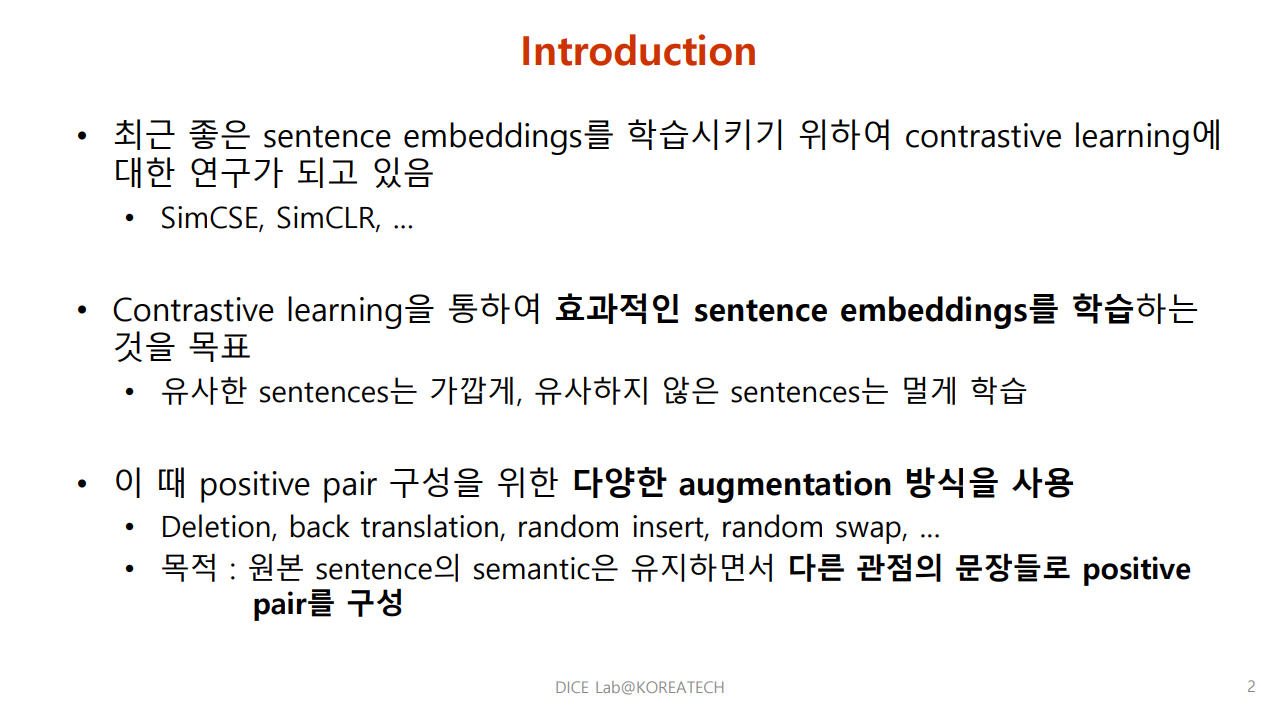 Introduction
• 최근 좋은 sentence embeddings를 학습시키기 위하여 contrastive learning에
대한 연구가 되고 있음
• SimCSE, SimCLR, …
• Contrastive learning을 통하여 효과적인 sentence embeddings를 학습하는
것을 목표
• 유사한 sentences는 가깝게, 유사하지 않은 sentences는 멀게 학습
• 이 때 positive pair 구성을 위한 다양한 augmentation 방식을 사용
• Deletion, back translation, random insert, random swap, …
• 목적 : 원본 sentence의 semantic은 유지하면서 다른 관점의 문장들로 positive
pair를 구성
DICE Lab@KOREATECH
2